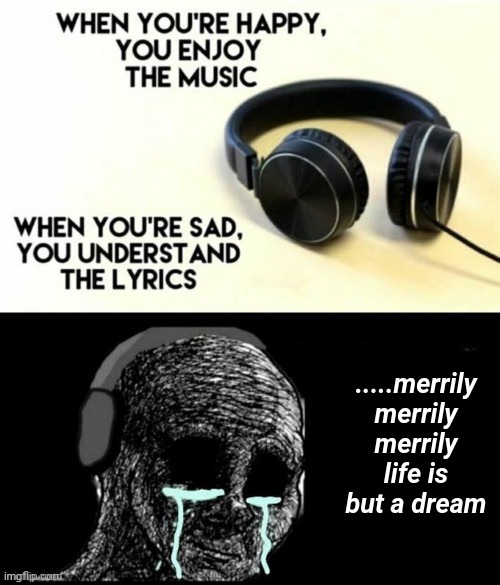 WHEN YOU'RE HAPPY,
YOU ENJOY
THE MUSIC
WHEN YOU'RE SAD,
YOU UNDERSTAND
THE LYRICS
.....merrily
merrily
merrily
life is
but a dream
imgflip.com